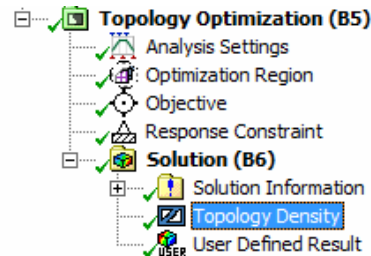 Topology Optimization (B5)
Analysis Settings
Optimization Region
Objective
Response Constraint
Solution (B6)
Solution Information
Topology Density
USER User Defined Result